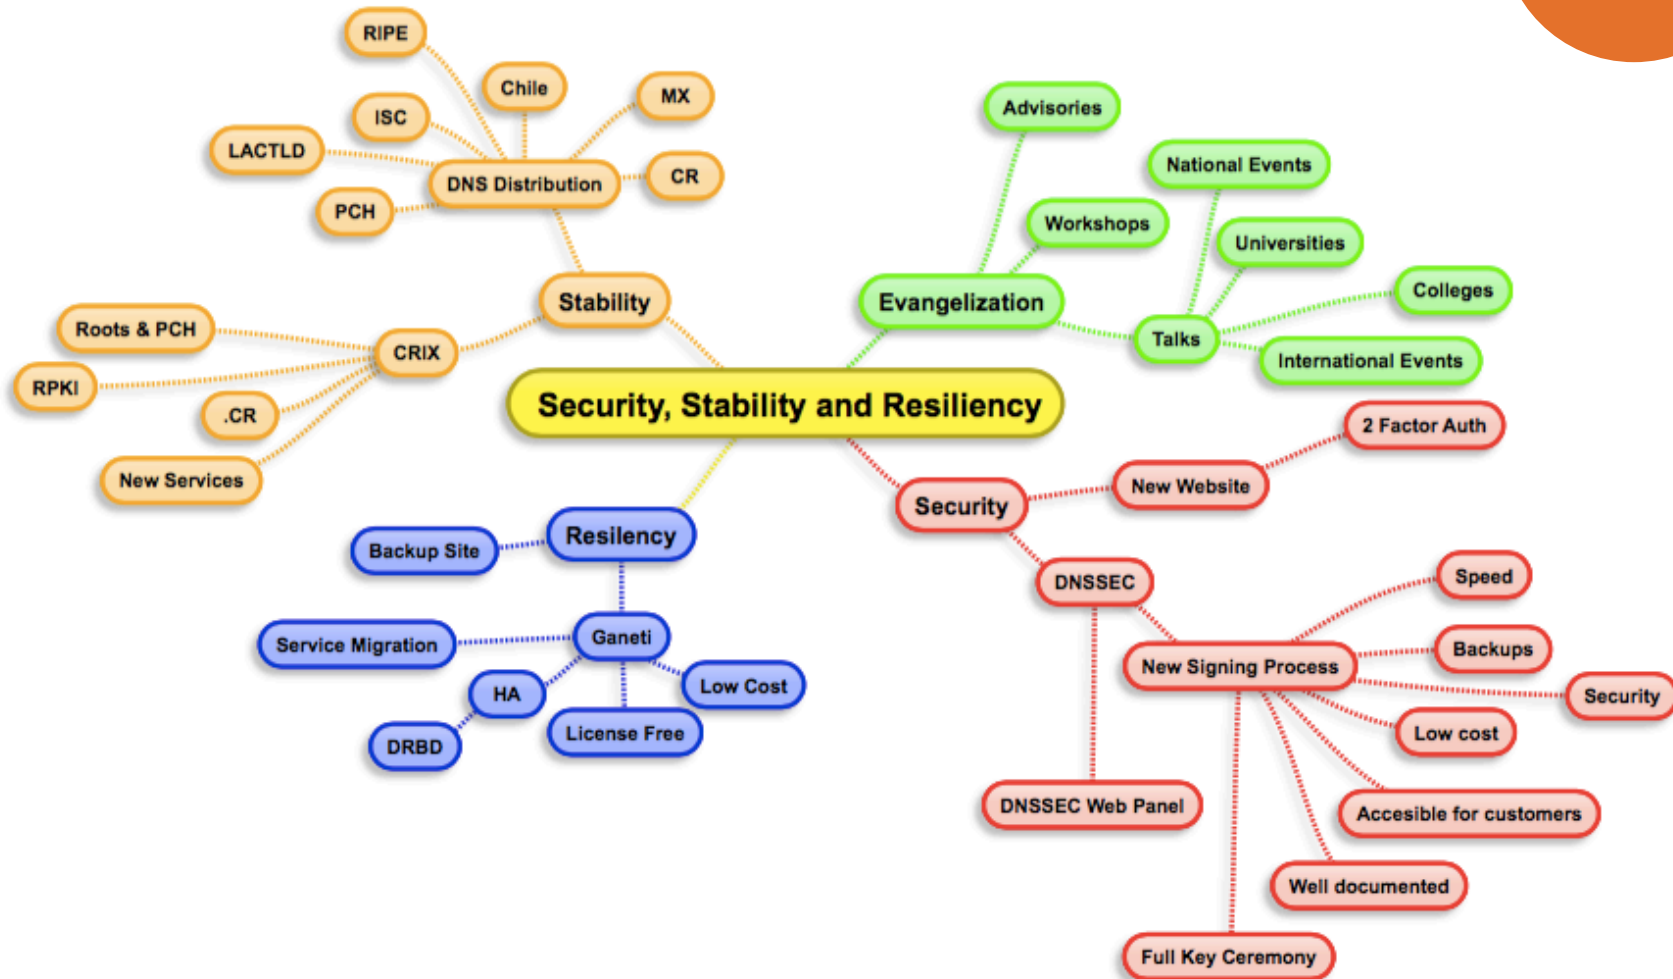 RIPE
Chile
MX
ISC
LACTLD
DNS Distribution
CR
PCH
Stability
Roots & PCH
CRIX
RPKI
.CR
New Services
Advisories
National Events
Workshops
Universities
Evangelization
Colleges
Talks
International Events
Security, Stability and Resiliency
2 Factor Auth
New Website
Security
Resilency
Backup Site
Ganeti
Service Migration
HA
Low Cost
DRBD
License Free
DNSSEC
Speed
Backups
New Signing Process
Security
Low cost
DNSSEC Web Panel
Accesible for customers
Well documented
Full Key Ceremony